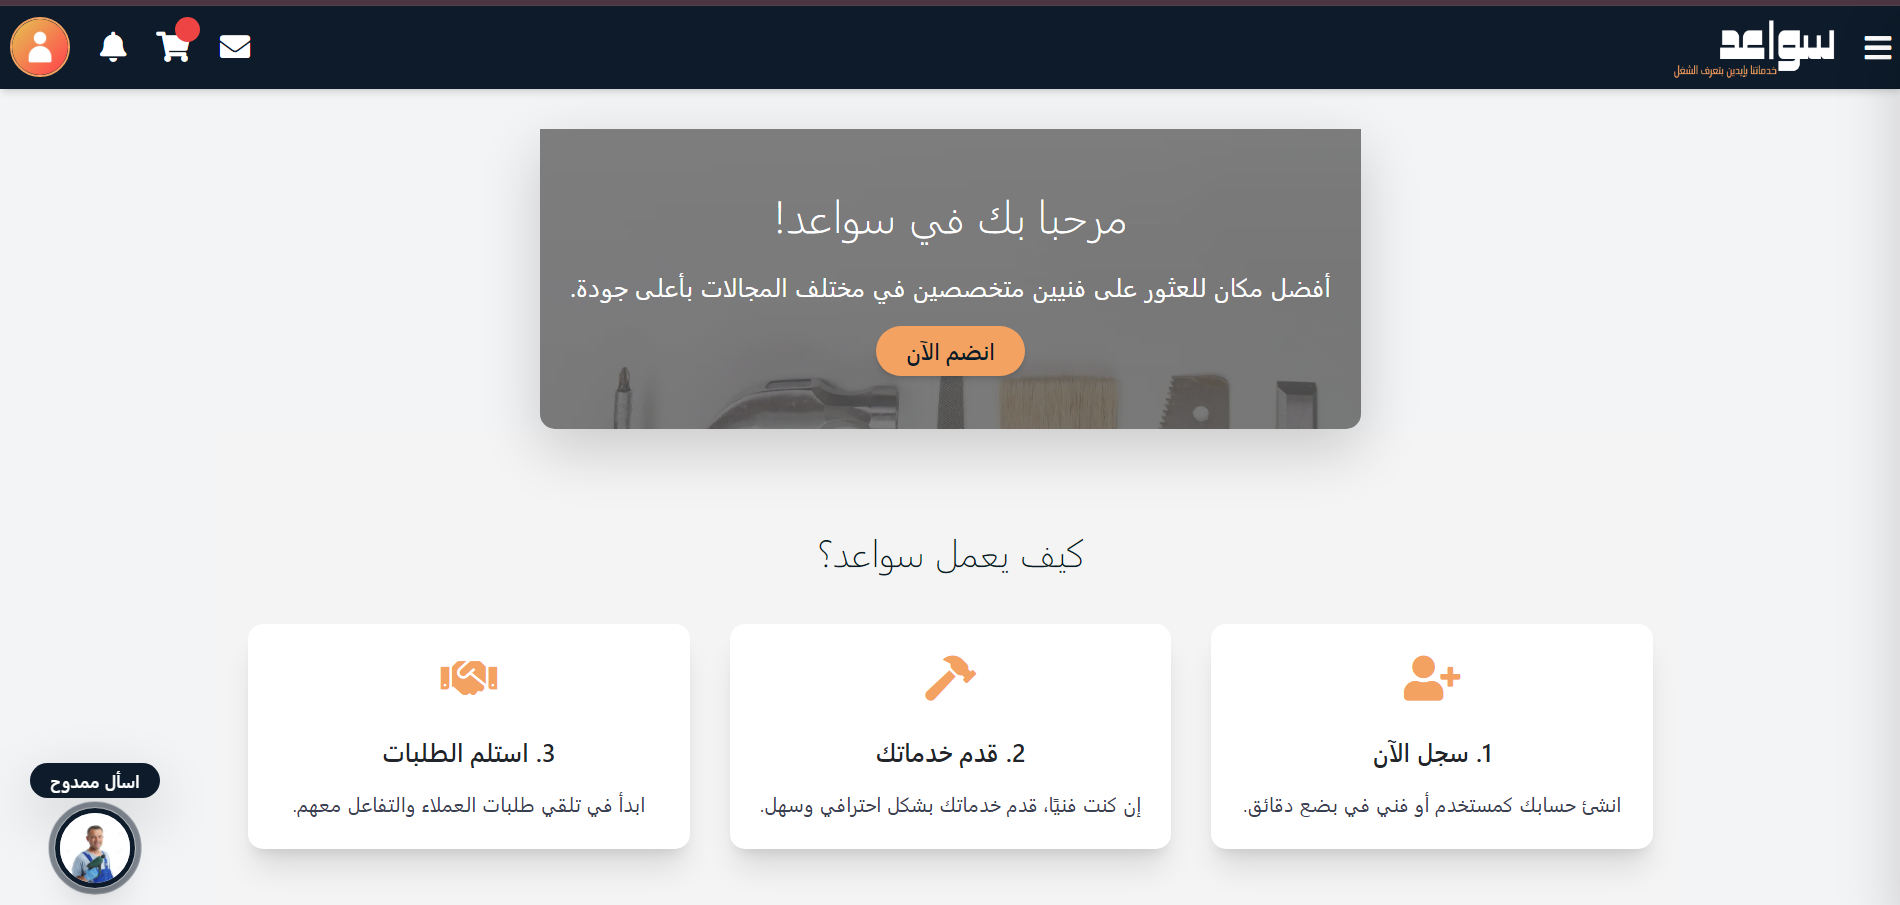 سواعد
خدماتنا بإيدين بتعرف الشغل
مرحبا بك في سواعد!
أفضل مكان للعثور على فنيين متخصصين في مختلف المجالات بأعلى جودة.
انضم الآن
كيف يعمل سواعد؟
1. سجل الآن
انشئ حسابك كمستخدم أو فني في بضع دقائق.
2. قدم خدماتك
إن كنت فنيًا، قدم خدماتك بشكل احترافي وسهل.
3. استلم الطلبات
ابدأ في تلقي طلبات العملاء والتفاعل معهم.
اسأل ممدوح